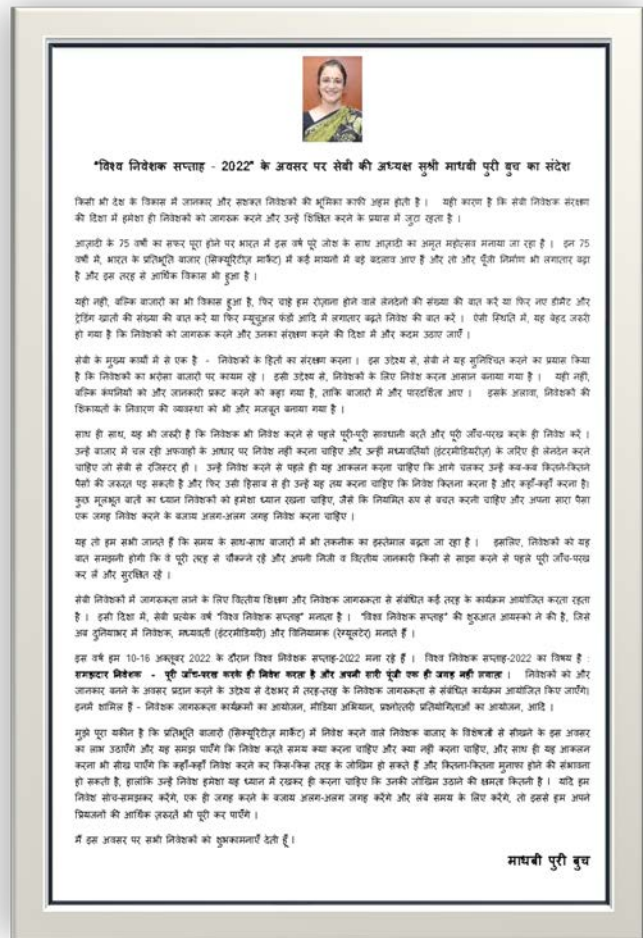 "विश्व निवेशक सप्ताह - 2022" के अवसर पर सेबी की अध्यक्ष सुश्री माधबी पुरी बुच का संदेश
किसी भी देश के विकास में जानकार और सशक्त निवेशकों की भूमिका काफी अहम होती है । यही कारण है कि सेबी निवेशक संरक्षण
की दिशा में हमेशा ही निवेशकों को जागरूक करने और उन्हें शिक्षित करने के प्रयास में जुटा रहता है ।
आज़ादी के 75 वर्षों का सफर पूरा होने पर भारत में इस वर्ष पूरे जोश के साथ आज़ादी का अमृत महोत्सव मनाया जा रहा है । इन 75
वर्षों में, भारत के प्रतिभूति बाजार (सिक्यूरिटीज़ मार्केट) में कई मायनों में बड़े बदलाव आए हैं और तो और पूँजी निर्माण भी लगातार बढ़ा
है और इस तरह से आर्थिक विकास भी हुआ है ।
यही नहीं, बल्कि बाजारों का भी विकास हुआ है, फिर चाहे हम रोज़ाना होने वाले लेनदेनों की संख्या की बात करें या फिर नए डीमैट और
ट्रेडिंग खातों की संख्या की बात करें या फिर म्यूचुअल फंडों आदि में लगातार बढ़ते निवेश की बात करें । ऐसी स्थिति में, यह बेहद जरूरी
हो गया है कि निवेशकों को जागरूक करने और उनका संरक्षण करने की दिशा में और कदम उठाए जाएँ ।
सेबी के मुख्य कार्यों में से एक है - निवेशकों के हितों का संरक्षण करना । इस उद्देश्य से, सेबी ने यह सुनिश्चित करने का प्रयास किया
है कि निवेशकों का भरोसा बाजारों पर कायम रहे । इसी उद्देश्य से, निवेशकों के लिए निवेश करना आसान बनाया गया है । यही नहीं,
बल्कि कंपनियों को और जानकारी प्रकट करने को कहा गया है, ताकि बाजारों में और पारदर्शिता आए । इसके अलावा, निवेशकों की
शिकायतों के निवारण की व्यवस्था को भी और मजबूत बनाया गया है ।
साथ ही साथ, यह भी जरूरी है कि निवेशक भी निवेश करने से पहले पूरी-पूरी सावधानी बरतें और पूरी जाँच-परख करके ही निवेश करें ।
उन्हें बाजार में चल रही अफवाहों के आधार पर निवेश नहीं करना चाहिए और उन्हीं मध्यवर्तियों (इंटरमीडियरीज़) के जरिए ही लेनदेन करने
चाहिए जो सेबी से रजिस्टर हों । उन्हें निवेश करने से पहले ही यह आकलन करना चाहिए कि आगे चलकर उन्हें कब-कब कितने-कितने
पैसों की जरूरत पड़ सकती है और फिर उसी हिसाब से ही उन्हें यह तय करना चाहिए कि निवेश कितना करना है और कहाँ-कहाँ करना है।
कुछ मूलभूत बातों का ध्यान निवेशकों को हमेशा ध्यान रखना चाहिए, जैसे कि नियमित रूप से बचत करनी चाहिए और अपना सारा पैसा
एक जगह निवेश करने के बजाय अलग-अलग जगह निवेश करना चाहिए ।
यह तो हम सभी जानते हैं कि समय के साथ-साथ बाजारों में भी तकनीक का इस्तेमाल बढ़ता जा रहा है । इसलिए, निवेशकों को यह
बात समझनी होगी कि वे पूरी तरह से चौकन्ने रहें और अपनी निजी व वित्तीय जानकारी किसी से साझा करने से पहले पूरी जाँच-परख
कर लें और सुरक्षित रहें ।
सेबी निवेशकों में जागरूकता लाने के लिए वित्तीय शिक्षण और निवेशक जागरूकता से संबंधित कई तरह के कार्यक्रम आयोजित करता रहता
है । इसी दिशा में, सेबी प्रत्येक वर्ष "विश्व निवेशक सप्ताह" मनाता है । "विश्व निवेशक सप्ताह" की शुरुआत आयस्को ने की है, जिसे
अब दुनियाभर में निवेशक, मध्यवर्ती (इंटरमीडियरी) और विनियामक (रेग्यूलेटर) मनाते हैं ।
इस वर्ष हम 10-16 अक्तूबर 2022 के दौरान विश्व निवेशक सप्ताह-2022 मना रहे हैं । विश्व निवेशक सप्ताह-2022 का विषय है :
समझदार निवेशक - पूरी जाँच-परख करके ही निवेश करता है और अपनी सारी पूंजी एक ही जगह नहीं लगाता । निवेशकों को और
जानकार बनने के अवसर प्रदान करने के उद्देश्य से देशभर में तरह-तरह के निवेशक जागरूकता से संबंधित कार्यक्रम आयोजित किए जाएँगे।
इनमें शामिल हैं - निवेशक जागरूकता कार्यक्रमों का आयोजन, मीडिया अभियान, प्रश्नोत्तरी प्रतियोगिताओं का आयोजन, आदि ।
मुझे पूरा यकीन है कि प्रतिभूति बाजारों (सिक्यूरिटीज़ मार्केट) में निवेश करने वाले निवेशक बाजार के विशेषज्ञों से सीखने के इस अवसर
का लाभ उठाएँगे और यह समझ पाएँगे कि निवेश करते समय क्या करना चाहिए और क्या नहीं करना चाहिए, और साथ ही यह आकलन
करना भी सीख पाएँगे कि कहाँ-कहाँ निवेश करने कर किस-किस तरह के जोखिम हो सकते हैं और कितना-कितना मुनाफा होने की संभावना
हो सकती है, हालांकि उन्हें निवेश हमेशा यह ध्यान में रखकर ही करना चाहिए कि उनकी जोखिम उठाने की क्षमता कितनी है । यदि हम
निवेश सोच-समझकर करेंगे, एक ही जगह करने के बजाय अलग-अलग जगह करेंगे और लंबे समय के लिए करेंगे, तो इससे हम अपने
प्रियजनों की आर्थिक ज़रूरतें भी पूरी कर पाएँगे ।
मैं इस अवसर पर सभी निवेशकों को शुभकामनाएँ देती हूँ ।
माधबी पुरी बुच